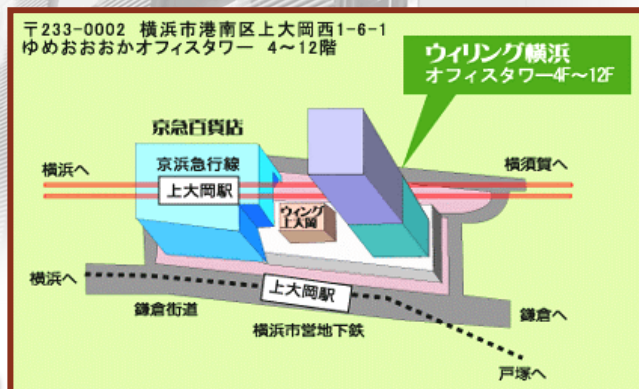 〒233-0002 横浜市港南区上大岡西1-6-1
ゆめおおおかオフィスタワー 4〜12階
ウィリング横浜
オフィスタワー4F〜12F
京急百貨店
京浜急行線
横浜へ
上大岡駅
横須賀へ
ウィング
上大岡
横浜へ
上大岡駅
鎌倉街道
横浜市営地下鉄
鎌倉へ
戸塚へ